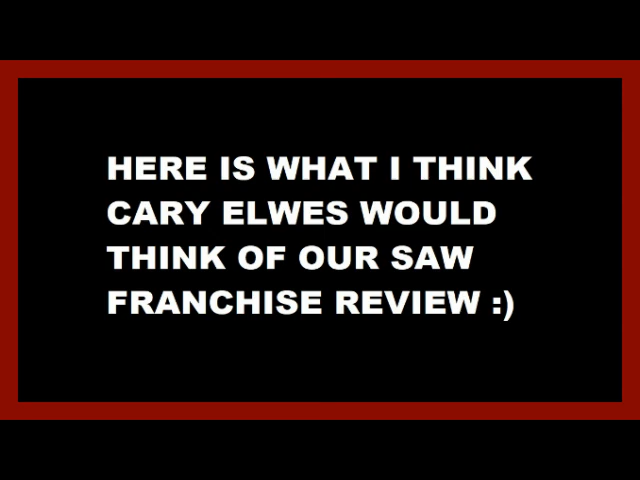 HERE IS WHAT I THINK
CARY ELWES WOULD
THINK OF OUR SAW
FRANCHISE REVIEW :)